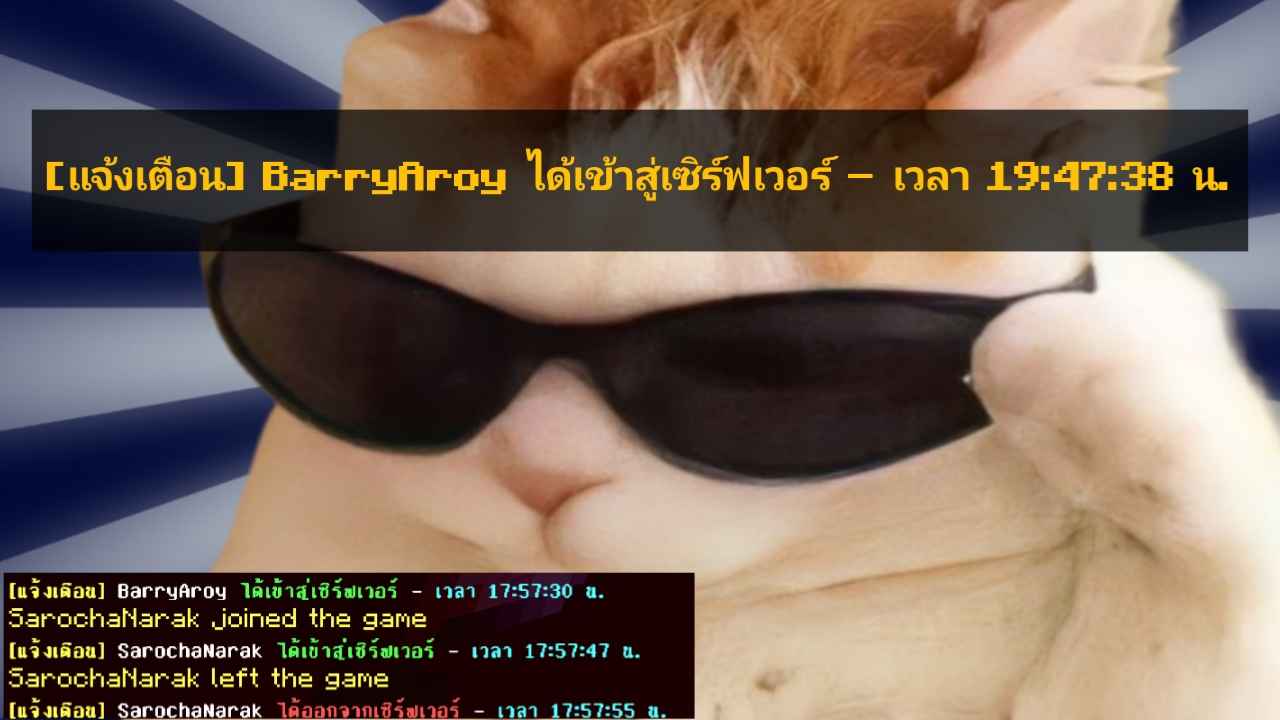 [แจ้งเตือน] BarryAroy ได้เข้าสู่เซิร์ฟเวอร์ - เวลา 19:47:38 น.
[แจ้งเตือน] BarryAroy ได้เข้าสู่เซิร์ฟเวอร์ - เวลา 17:57:30 น.
SarochaNarak joined the game
[แจ้งเตือน] SarochaNarak ได้เข้าสู่เซิร์ฟเวอร์ - เวลา 17:57:47 น.
SarochaNarak left the game
[แจ้งเตือน] SarochaNarak ได้ออกจากเซิร์ฟเวอร์ - เวลา 17:57:55 น.